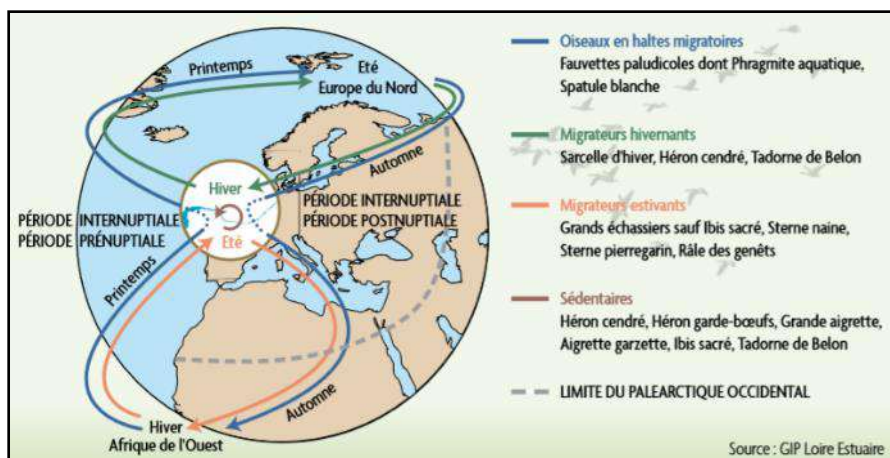 Printemps
Eté
Europe du Nord
Automne
Hiver
PÉRIODE INTERNUPTIALE
PÉRIODE PRÉNUPTIALE
PÉRIODE INTERNUPTIALE
PÉRIODE POSTNUPTIALE
Eté
Printemps
Automne
Hiver
Afrique de l'Ouest
Oiseaux en haltes migratoires
Fauvettes paludicoles dont Phragmite aquatique,
Spatule blanche
Migrateurs hivernants
Sarcelle d'hiver, Héron cendré, Tadorne de Belon
Migrateurs estivants
Grands échassiers sauf Ibis sacré, Sterne naine,
Sterne pierregarin, Râle des genêts
Sédentaires
Héron cendré, Héron garde-bœufs, Grande aigrette,
Aigrette garzette, Ibis sacré, Tadorne de Belon
LIMITE DU PALEARCTIQUE OCCIDENTAL
Source : GIP Loire Estuaire